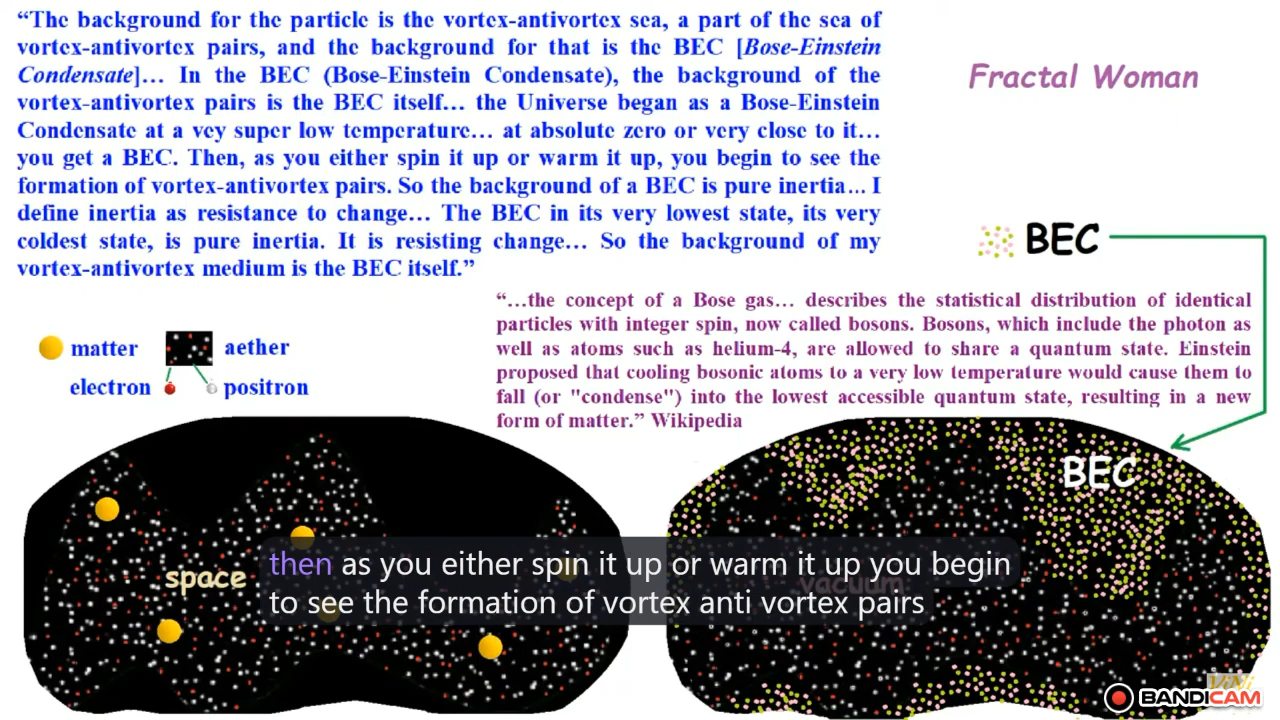 “The background for the particle is the vortex-antivortex sea, a part of the sea of
vortex-antivortex pairs, and the background for that is the BEC [Bose-Einstein
Condensate]… In the BEC (Bose-Einstein Condensate), the background of the
vortex-antivortex pairs is the BEC itself… the Universe began as a Bose-Einstein
Condensate at a vey super low temperature… at absolute zero or very close to it…
you get a BEC. Then, as you either spin it up or warm it up, you begin to see the
formation of vortex-antivortex pairs. So the background of a BEC is pure inertia… I
define inertia as resistance to change… The BEC in its very lowest state, its very
coldest state, is pure inertia. It is resisting change… So the background of my
vortex-antivortex medium is the BEC itself.”
Fractal Woman
BEC
“…the concept of a Bose gas… describes the statistical distribution of identical
particles with integer spin, now called bosons. Bosons, which include the photon as
well as atoms such as helium-4, are allowed to share a quantum state. Einstein
proposed that cooling bosonic atoms to a very low temperature would cause them to
fall (or "condense") into the lowest accessible quantum state, resulting in a new
form of matter.” Wikipedia
matter
aether
electron
positron
BEC
space
vacuum
then as you either spin it up or warm it up you begin
to see the formation of vortex anti vortex pairs
ViNi
BANDICAM